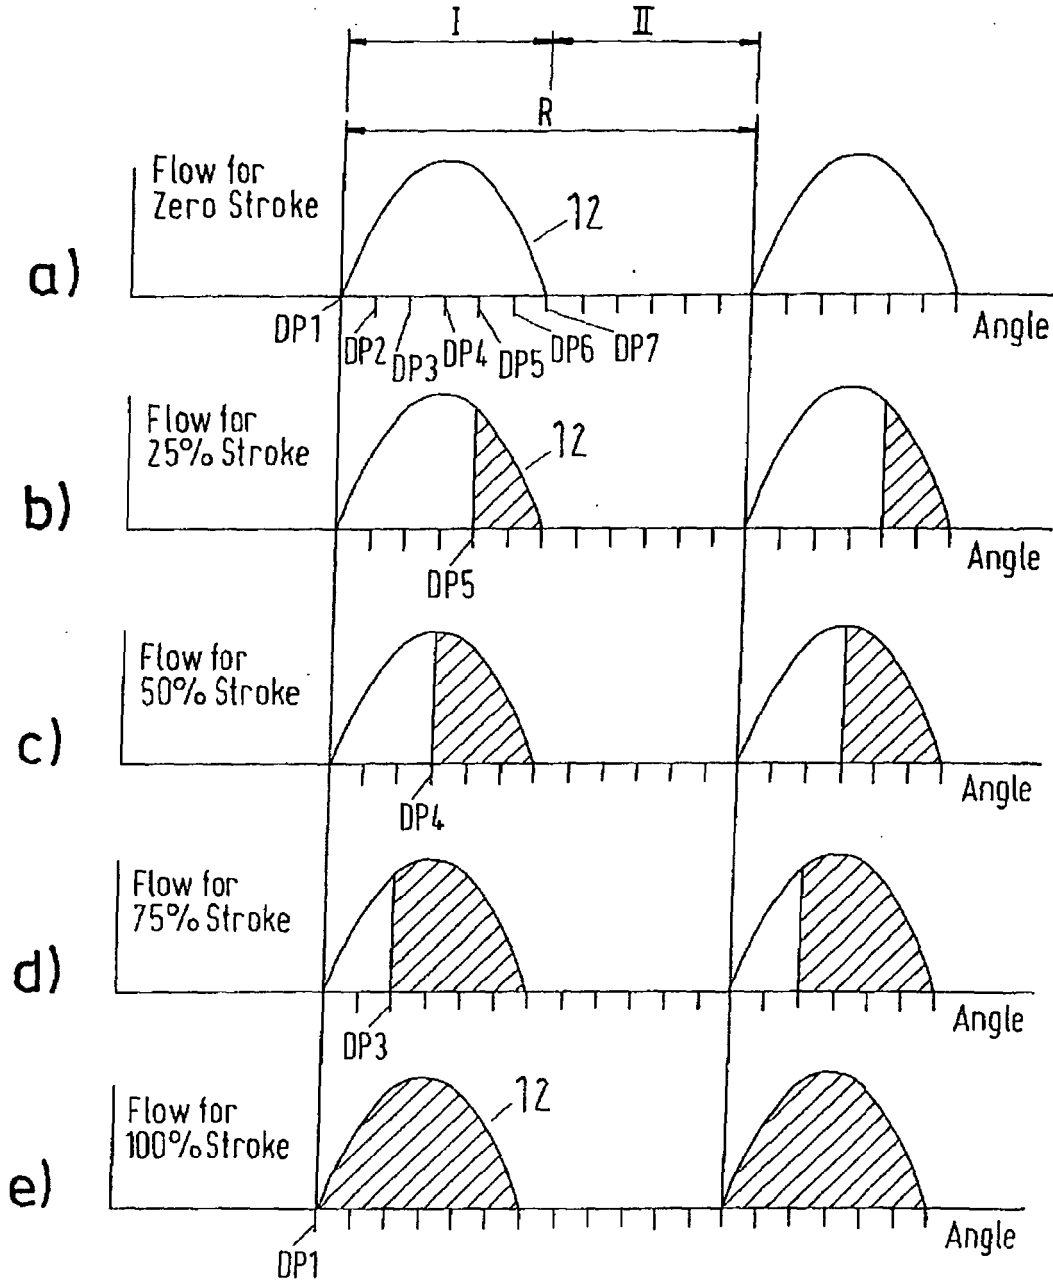 I II
R
Flow for
Zero Stroke
12
a)
DP1 DP2 DP3 DP4 DP5 DP6 DP7 Angle
Flow for
25% Stroke
12
b)
DP5 Angle
Flow for
50% Stroke
c)
DP4 Angle
Flow for
75% Stroke
d)
DP3 Angle
Flow for
100% Stroke
12
e)
DP1 Angle